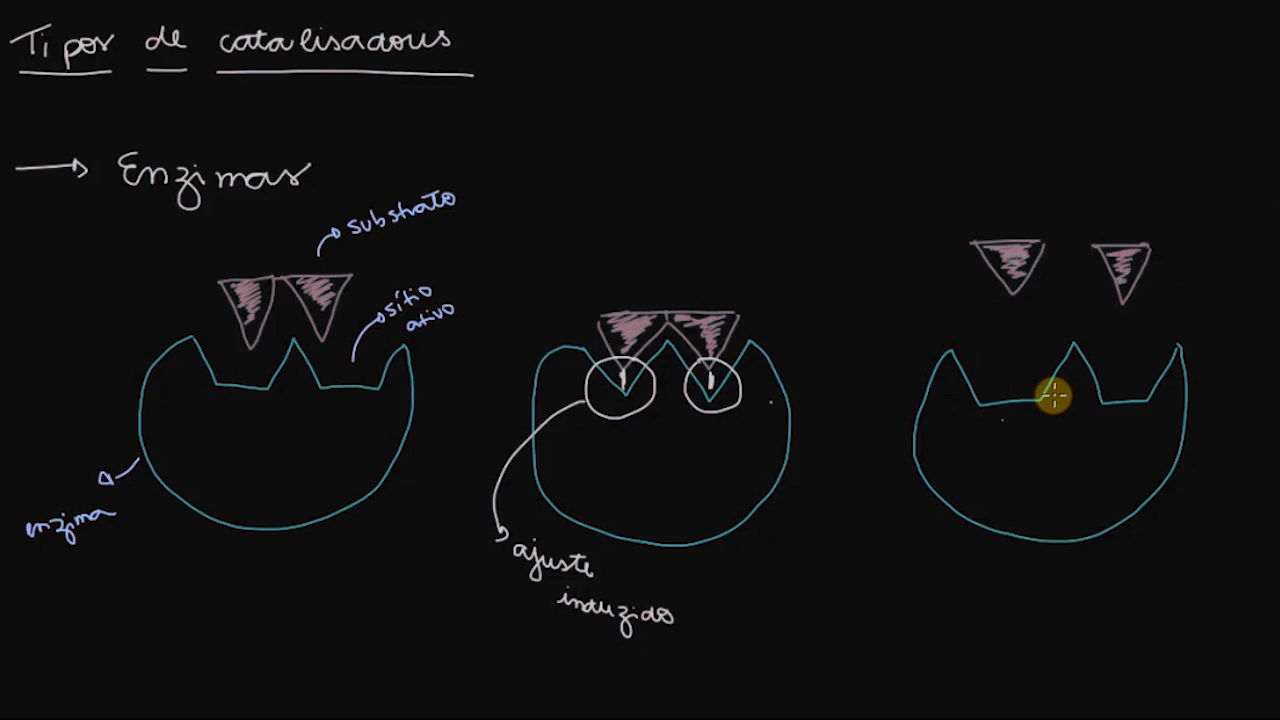 Tipos de catalisadores
Enzimas
substrato
sítio
ativo
enzima
ajuste
induzido